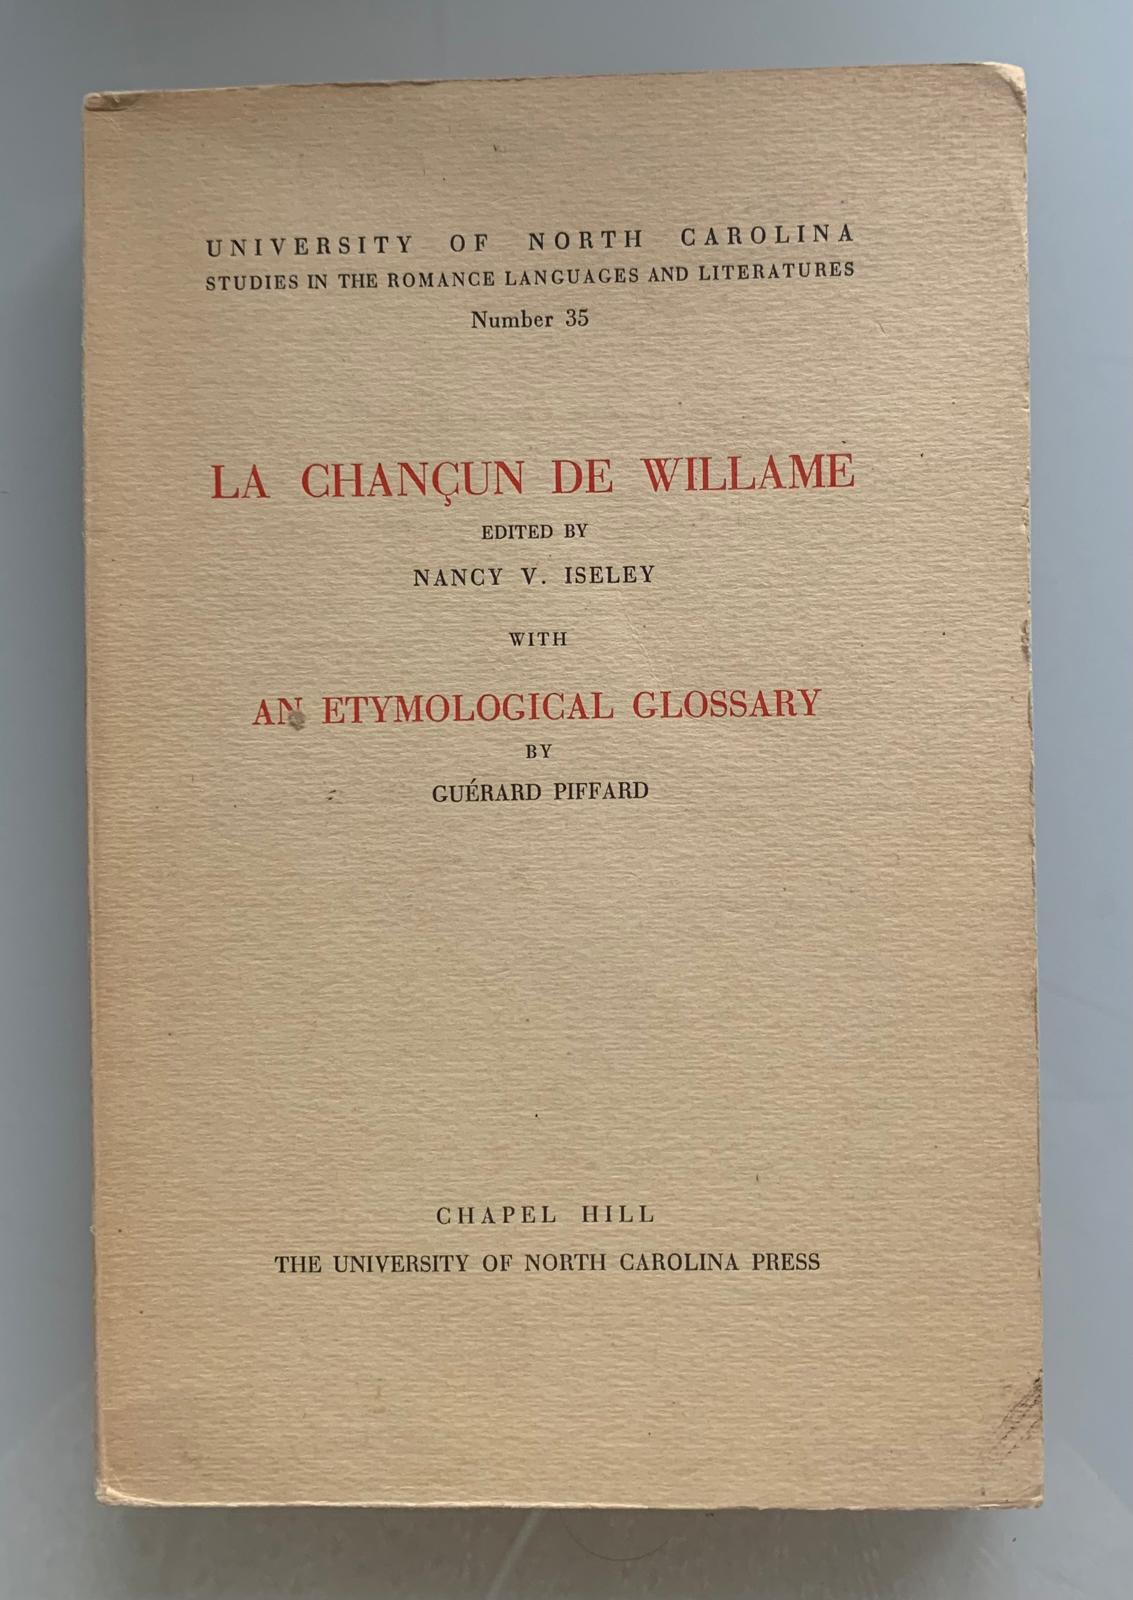 UNIVERSITY OF NORTH CAROLINA
STUDIES IN THE ROMANCE LANGUAGES AND LITERATURES
Number 35
LA CHANÇUN DE WILLAME
EDITED BY
NANCY V. ISELEY
WITH
AN ETYMOLOGICAL GLOSSARY
BY
GUÉRARD PIFFARD
CHAPEL HILL
THE UNIVERSITY OF NORTH CAROLINA PRESS